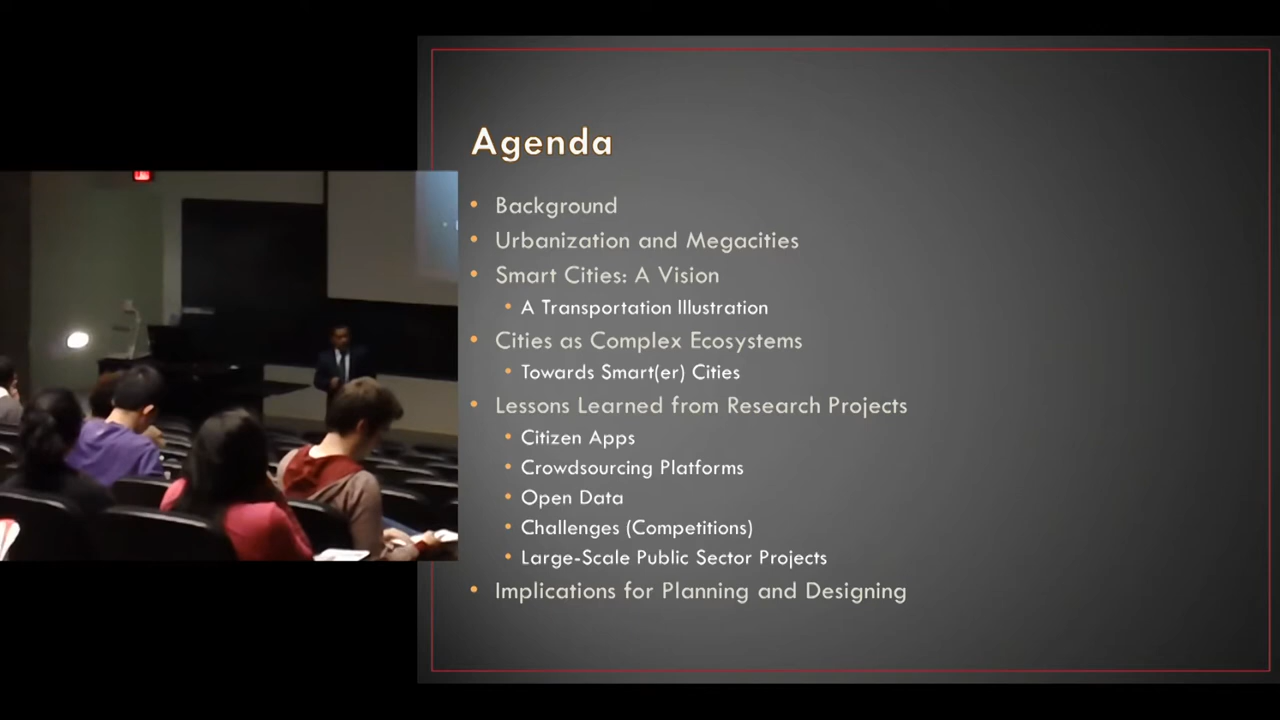 Agenda
Background
Urbanization and Megacities
Smart Cities: A Vision
A Transportation Illustration
Cities as Complex Ecosystems
Towards Smart(er) Cities
Lessons Learned from Research Projects
Citizen Apps
Crowdsourcing Platforms
Open Data
Challenges (Competitions)
Large-Scale Public Sector Projects
Implications for Planning and Designing